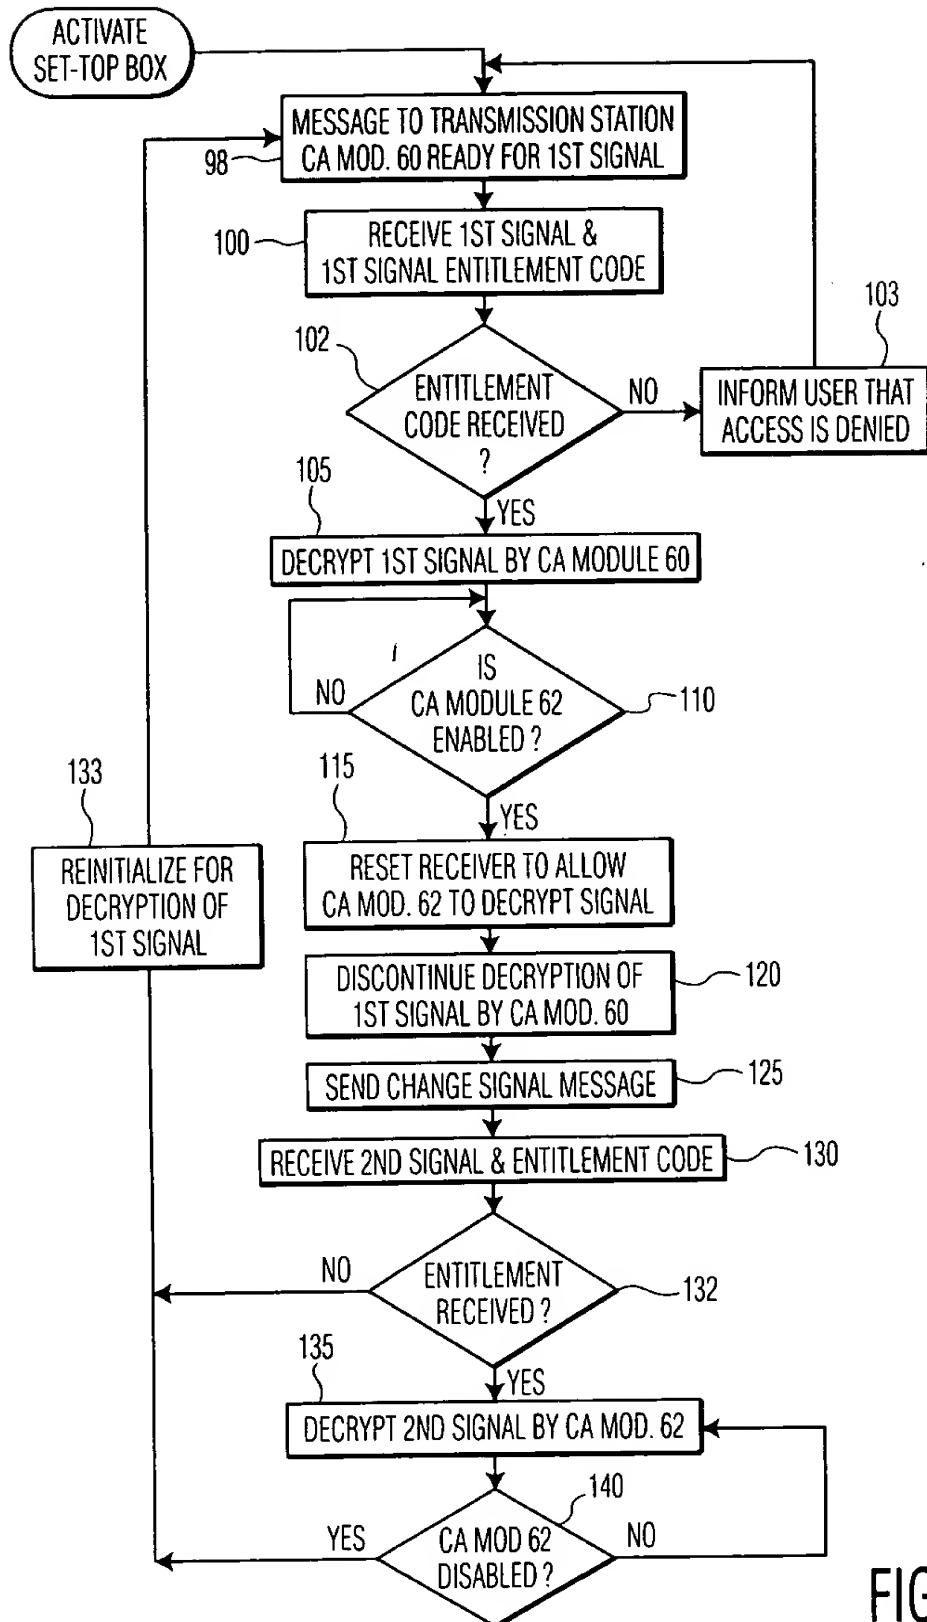 ACTIVATE
SET-TOP BOX
MESSAGE TO TRANSMISSION STATION
CA MOD. 60 READY FOR 1ST SIGNAL
98
100
RECEIVE 1ST SIGNAL &
1ST SIGNAL ENTITLEMENT CODE
102
103
ENTITLEMENT
CODE RECEIVED
?
NO
INFORM USER THAT
ACCESS IS DENIED
105
YES
DECRYPT 1ST SIGNAL BY CA MODULE 60
IS
CA MODULE 62
ENABLED ?
NO
110
115
YES
133
RESET RECEIVER TO ALLOW
CA MOD. 62 TO DECRYPT SIGNAL
REINITIALIZE FOR
DECRYPTION OF
1ST SIGNAL
DISCONTINUE DECRYPTION OF
1ST SIGNAL BY CA MOD. 60
120
SEND CHANGE SIGNAL MESSAGE
125
RECEIVE 2ND SIGNAL & ENTITLEMENT CODE
130
NO
ENTITLEMENT
RECEIVED ?
132
135
YES
DECRYPT 2ND SIGNAL BY CA MOD. 62
140
YES
CA MOD 62
DISABLED ?
NO
FIG